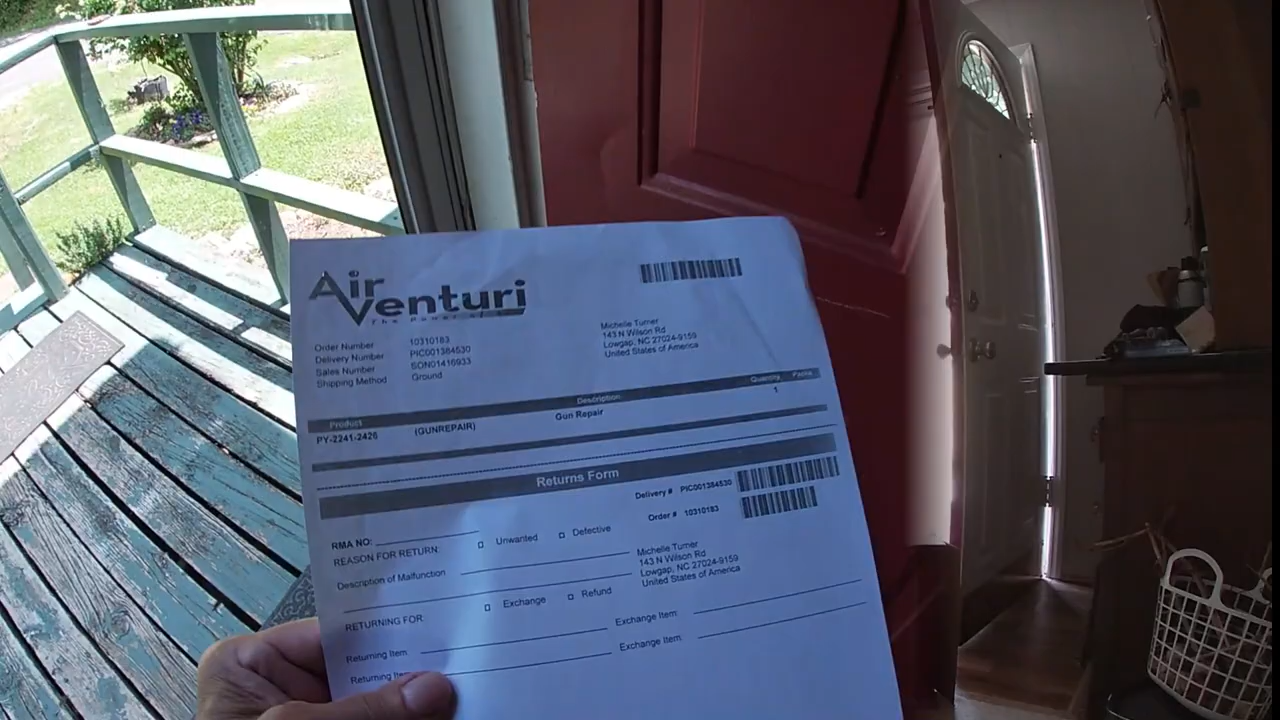 Air Venturi
The Power of Air
Order Number 10310183
Delivery Number PIC001384530
Sales Number SON01416933
Shipping Method Ground
Michelle Turner
143 N Wilson Rd
Lowgap, NC 27024-9159
United States of America
Product Description Quantity Packs
PY-2241-2426 (GUNREPAIR) Gun Repair 1
Returns Form
Delivery # PIC001384530
Order # 10310183
RMA NO:
REASON FOR RETURN: Unwanted Defective
Description of Malfunction
Michelle Turner
143 N Wilson Rd
Lowgap, NC 27024-9159
United States of America
RETURNING FOR: Exchange Refund
Returning Item: Exchange Item:
Returning Item: Exchange Item: